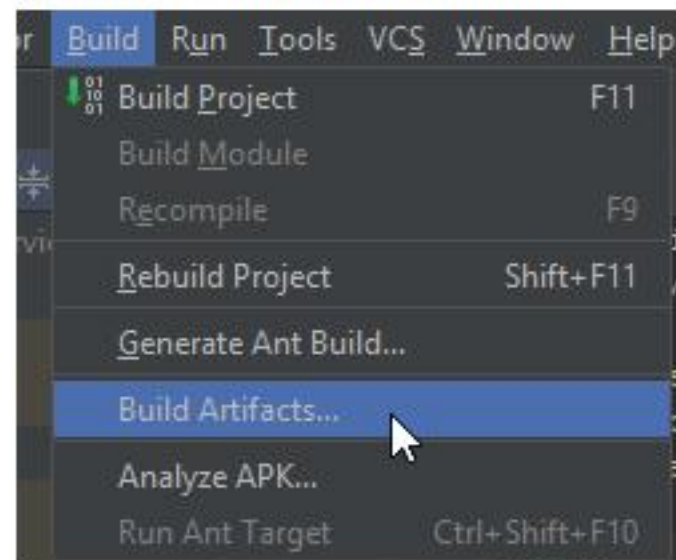 r Build Run Tools VCS Window Help
Build Project F11
Build Module
Recompile F9
Rebuild Project Shift+F11
Generate Ant Build...
Build Artifacts...
Analyze APK...
Run Ant Target Ctrl+Shift+F10